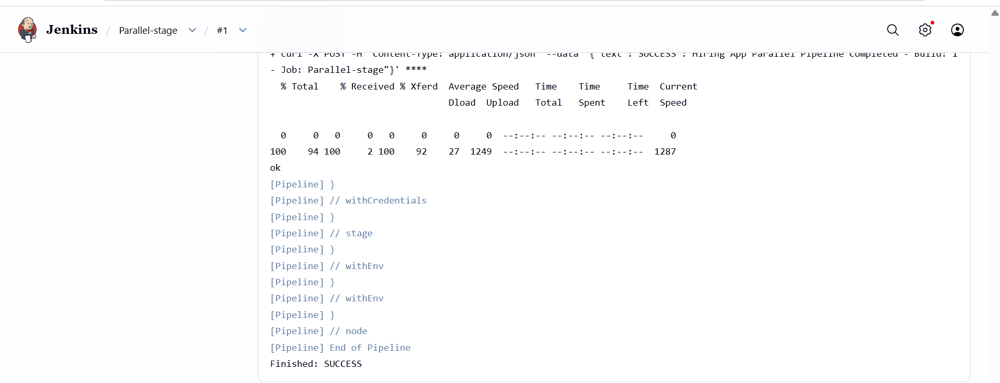 Jenkins / Parallel-stage / #1
+ curl -X POST -H "Content-Type: application/json" --data '{"text":"SUCCESS : Hiring App Parallel Pipeline Completed - Build: 1
- Job: Parallel-stage"}' ****
% Total % Received % Xferd Average Speed Time Time Time Current
Dload Upload Total Spent Left Speed
0 0 0 0 0 0 0 0 --:--:-- --:--:-- --:--:-- 0
100 94 100 2 100 92 27 1249 --:--:-- --:--:-- --:--:-- 1287
ok
[Pipeline] }
[Pipeline] // withCredentials
[Pipeline] }
[Pipeline] // stage
[Pipeline] }
[Pipeline] // withEnv
[Pipeline] }
[Pipeline] // withEnv
[Pipeline] }
[Pipeline] // node
[Pipeline] End of Pipeline
Finished: SUCCESS